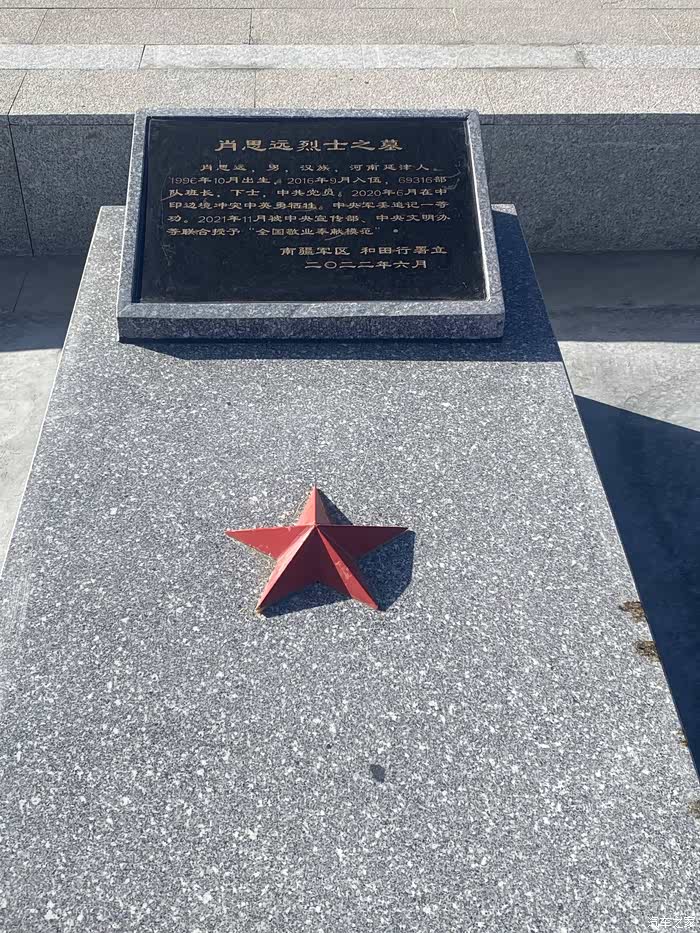 肖思远烈士之墓
肖思远，男，汉族，河南延津人。
1996年10月出生。2016年9月入伍，69316部
队班长，下士，中共党员。2020年6月在中
印边境冲突中英勇牺牲。中央军委追记一等
功。2021年11月被中央宣传部、中央文明办
等联合授予“全国敬业奉献模范”。
南疆军区 和田行署立
二〇二二年六月
汽车之家